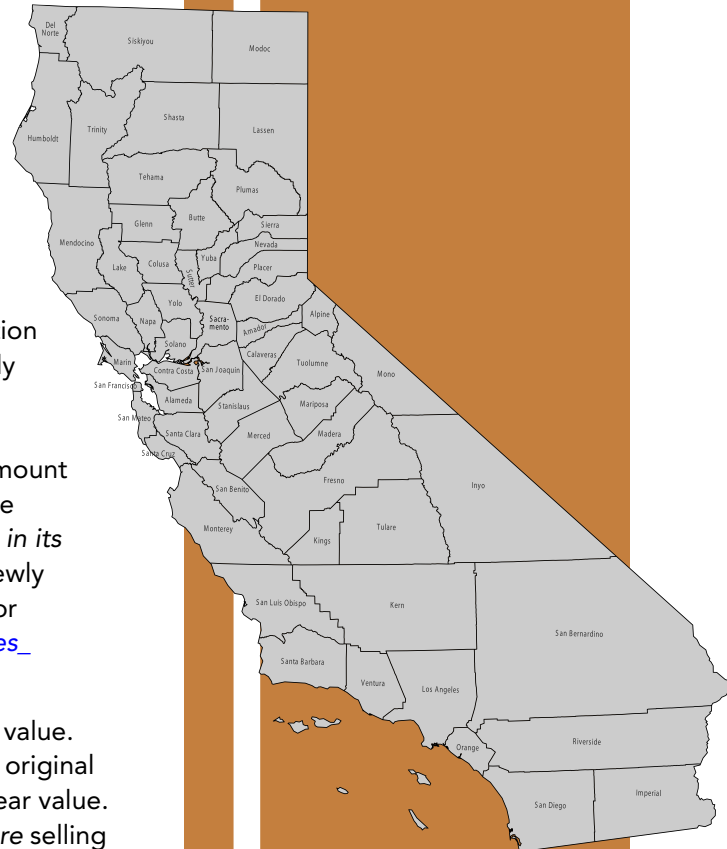 Del
Norte
Siskiyou
Modoc
Humboldt
Trinity
Shasta
Lassen
Tehama
Plumas
Mendocino
Glenn
Butte
Sierra
Nevada
Lake
Colusa
Sutter
Yuba
Placer
Yolo
El Dorado
Sonoma
Napa
Sacra-
mento
Amador
Alpine
Solano
Marin
Contra Costa
San Joaquin
Calaveras
Tuolumne
Mono
San Francisco
Alameda
Stanislaus
Mariposa
San Mateo
Santa Clara
Merced
Madera
Santa Cruz
Fresno
Inyo
San Benito
Monterey
Kings
Tulare
San Luis Obispo
Kern
San Bernardino
Santa Barbara
Ventura
Los Angeles
Orange
Riverside
San Diego
Imperial
tion
ly
mount
e
in its
ewly
or
es_
value.
original
ear value.
re selling